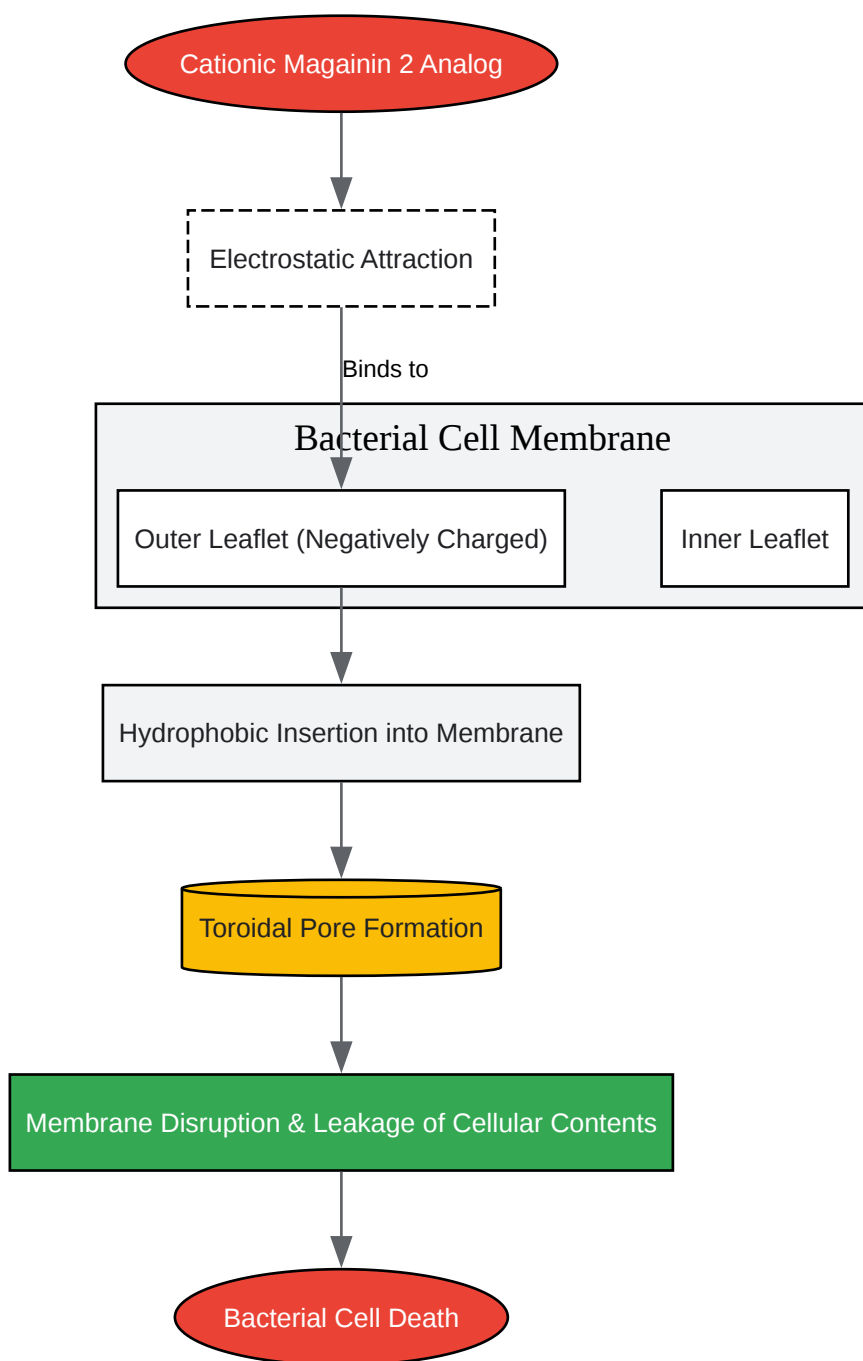 Cationic Magainin 2 Analog
Electrostatic Attraction
Binds to
Bacterial Cell Membrane
Outer Leaflet (Negatively Charged)
Inner Leaflet
Hydrophobic Insertion into Membrane
Toroidal Pore Formation
Membrane Disruption & Leakage of Cellular Contents
Bacterial Cell Death